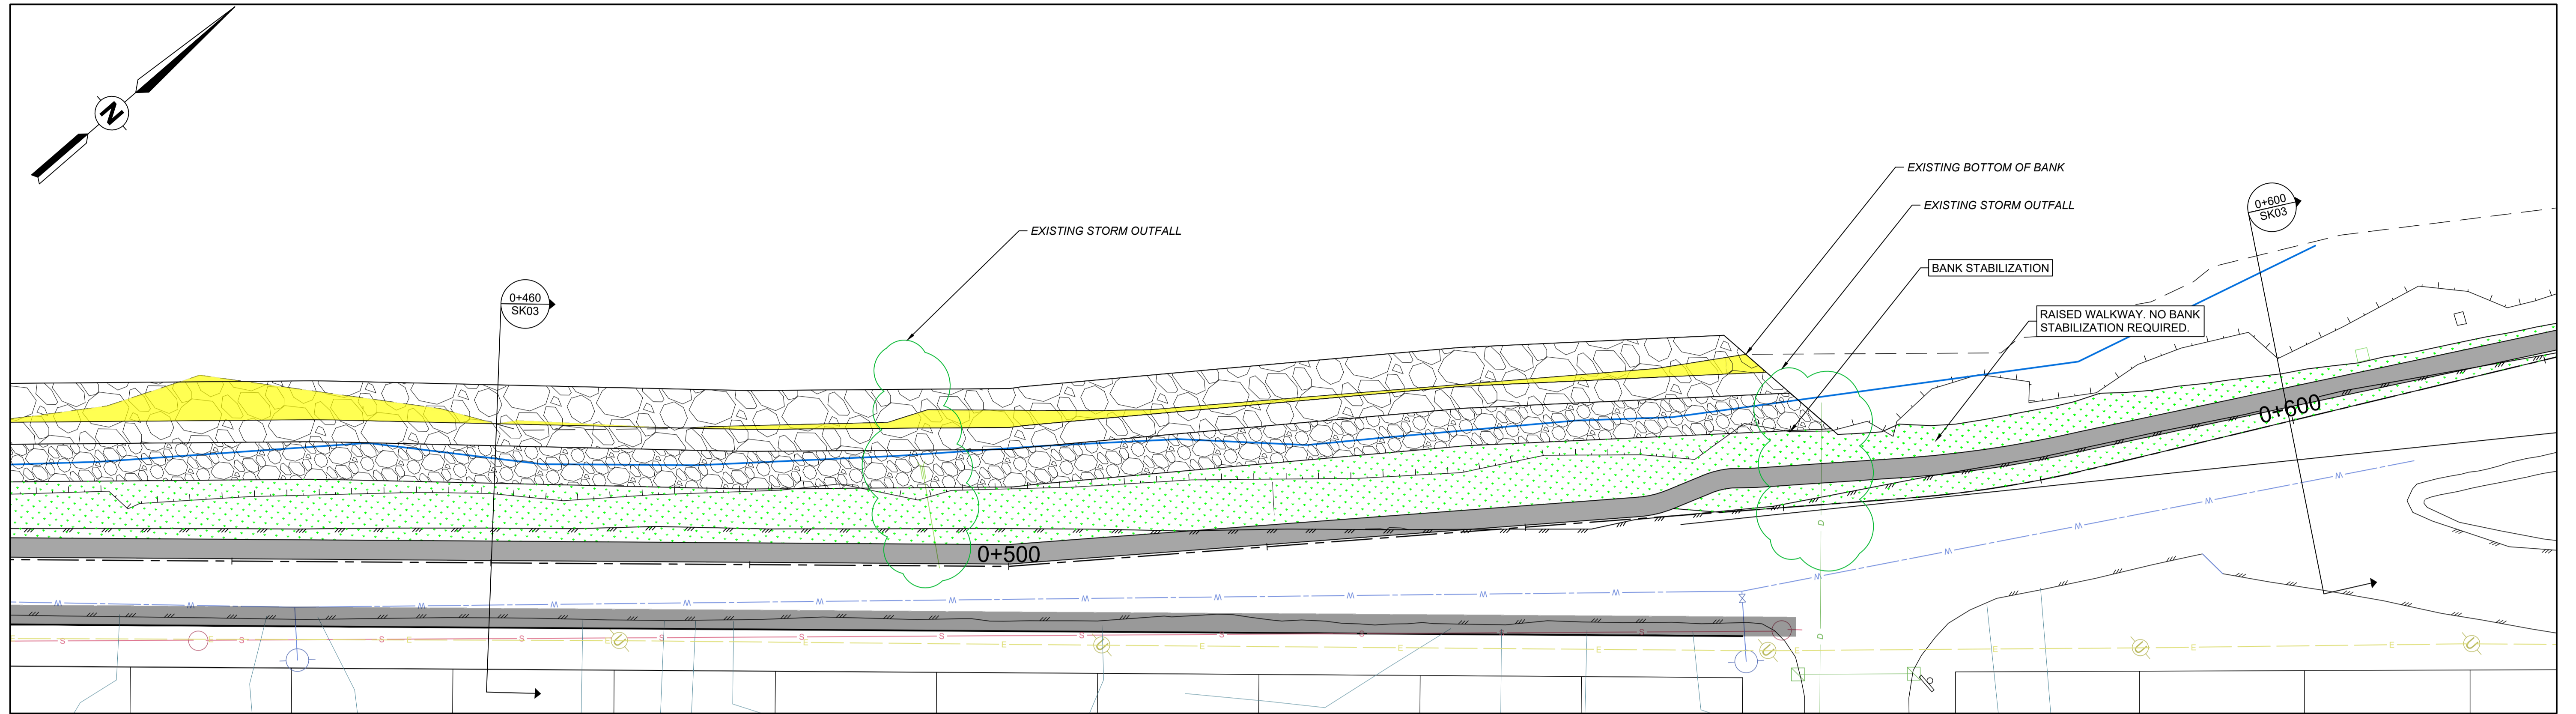 N
EXISTING BOTTOM OF BANK
EXISTING STORM OUTFALL
0+600
SK03
EXISTING STORM OUTFALL
BANK STABILIZATION
0+460
SK03
RAISED WALKWAY. NO BANK
STABILIZATION REQUIRED.
0+600
0+500
W W W W W W W W W W W W W W W W W W
D
D
S S S S S S S S S S S
E E E E E E E E E E E E